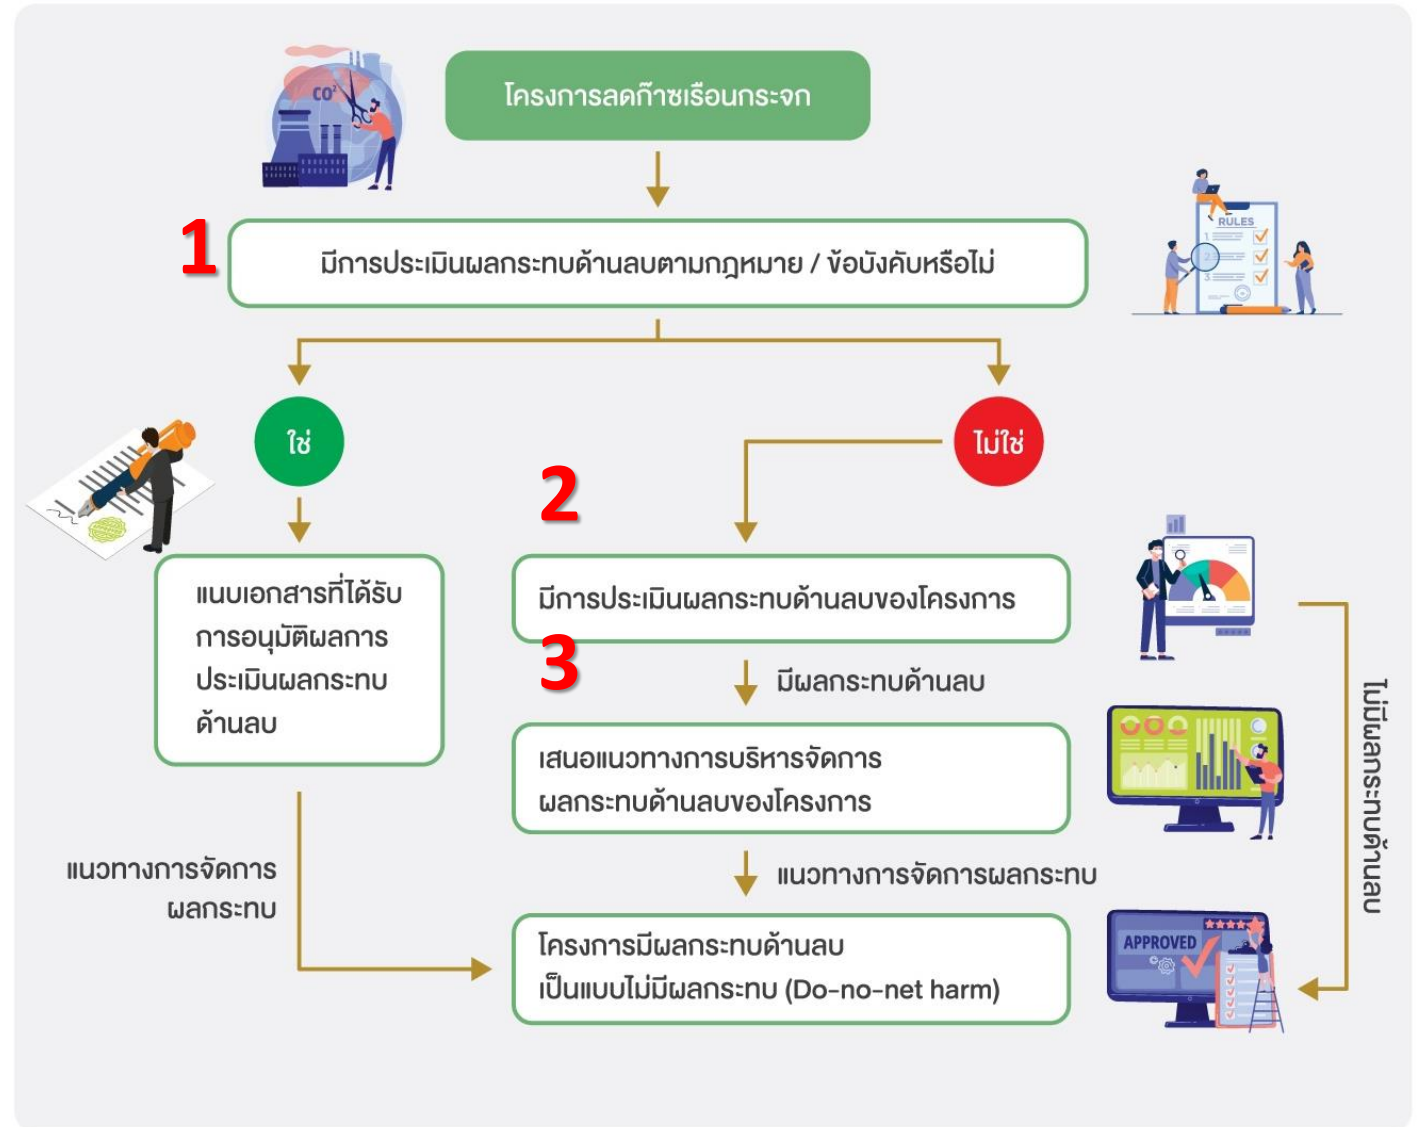 CO²
โครงการลดก๊าซเรือนกระจก
1
มีการประเมินผลกระทบด้านลบตามกฎหมาย / ข้อบังคับหรือไม่
RULES
1
2
3
ใช่
ไม่ใช่
2
แนบเอกสารที่ได้รับ
การอนุมัติผลการ
ประเมินผลกระทบ
ด้านลบ
มีการประเมินผลกระทบด้านลบของโครงการ
3
มีผลกระทบด้านลบ
ไม่มีผลกระทบด้านลบ
เสนอแนวทางการบริหารจัดการ
ผลกระทบด้านลบของโครงการ
แนวทางการจัดการ
ผลกระทบ
แนวทางการจัดการผลกระทบ
โครงการมีผลกระทบด้านลบ
เป็นแบบไม่มีผลกระทบ (Do-no-net harm)
APPROVED